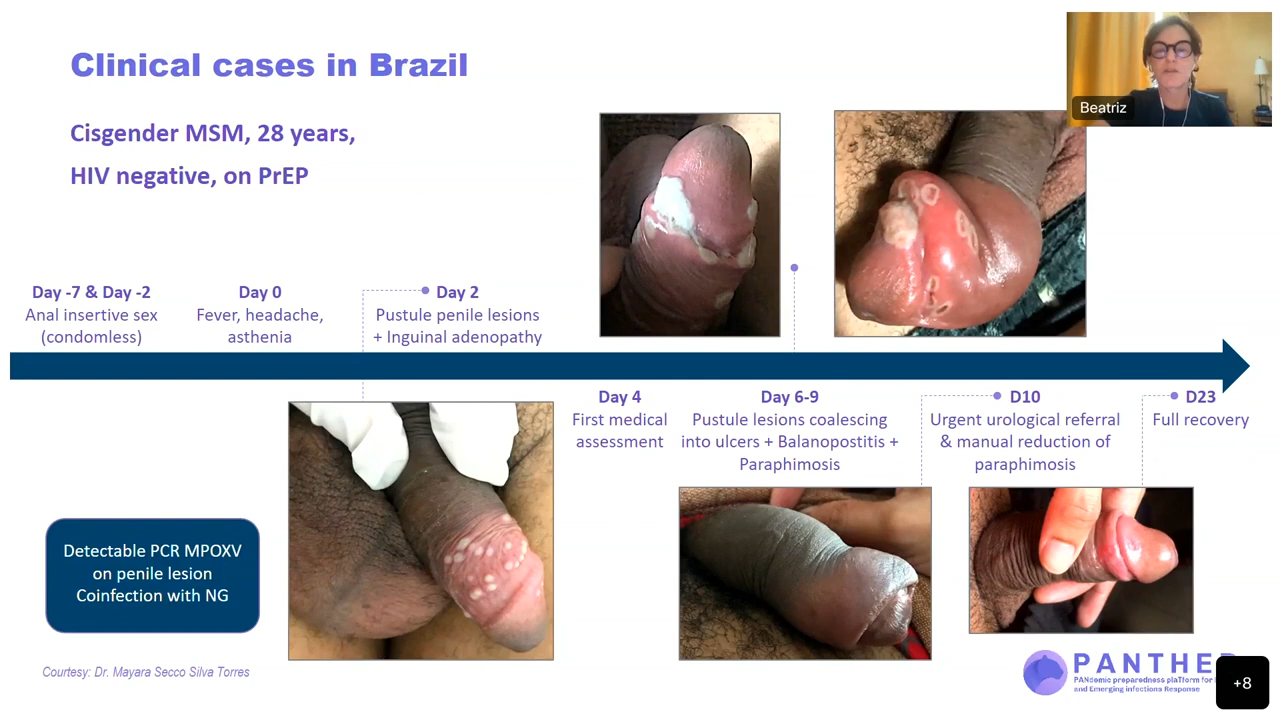 Clinical cases in Brazil
Beatriz
Cisgender MSM, 28 years,
HIV negative, on PrEP
Day -7 & Day -2
Anal insertive sex
(condomless)
Day 0
Fever, headache,
asthenia
Day 2
Pustule penile lesions
+ Inguinal adenopathy
Day 4
First medical
assessment
Day 6-9
Pustule lesions coalescing
into ulcers + Balanopostitis +
Paraphimosis
D10
Urgent urological referral
& manual reduction of
paraphimosis
D23
Full recovery
Detectable PCR MPOXV
on penile lesion
Coinfection with NG
Courtesy: Dr. Mayara Secco Silva Torres
PANTHE
PANdemic preparedness plaTform for
and Emerging infections Response
+8